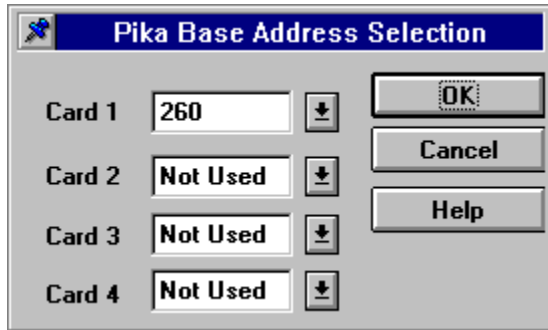 Pika Base Address Selection
Card 1 260 OK
Cancel
Card 2 Not Used
Help
Card 3 Not Used
Card 4 Not Used